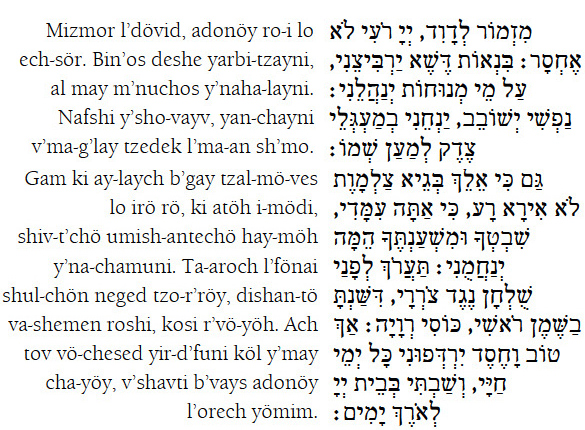 Mizmor l’dövid, adonöy ro-i lo
ech-sör. Bin’os deshe yarbi-tzayni,
al may m’nuchos y’naha-layni.
Nafshi y’sho-vayv, yan-chayni
v’ma-g’lay tzedek l’ma-an sh’mo.
Gam ki ay-laych b’gay tzal-mö-ves
lo irö rö, ki atöh i-mödi,
shiv-t’chö umish-antechö hay-möh
y’na-chamuni. Ta-aroch l’fönai
shul-chön neged tzo-r’röy, dishan-tö
va-shemen roshi, kosi r’vö-yöh. Ach
tov vö-chesed yir-d’funi köl y’may
cha-yöy, v’shavti b’vays adonöy
l’orech yömim.
מִזְמוֹר לְדָוִד, יְיָ רֹעִי לֹא
אֶחְסָר: בִּנְאוֹת דֶּשֶׁא יַרְבִּיצֵנִי,
עַל מֵי מְנוּחוֹת יְנַהֲלֵנִי:
נַפְשִׁי יְשׁוֹבֵב, יַנְחֵנִי בְמַעְגְּלֵי
צֶדֶק לְמַעַן שְׁמוֹ:
גַּם כִּי אֵלֵךְ בְּגֵיא צַלְמָוֶת
לֹא אִירָא רָע, כִּי אַתָּה עִמָּדִי,
שִׁבְטְךָ וּמִשְׁעַנְתֶּךָ הֵמָּה
יְנַחֲמֻנִי: תַּעֲרֹךְ לְפָנַי
שֻׁלְחָן נֶגֶד צֹרְרָי, דִּשַּׁנְתָּ
בַשֶּׁמֶן רֹאשִׁי, כּוֹסִי רְוָיָה: אַךְ
טוֹב וָחֶסֶד יִרְדְּפוּנִי כָּל יְמֵי
חַיָּי, וְשַׁבְתִּי בְּבֵית יְיָ
לְאֹרֶךְ יָמִים: